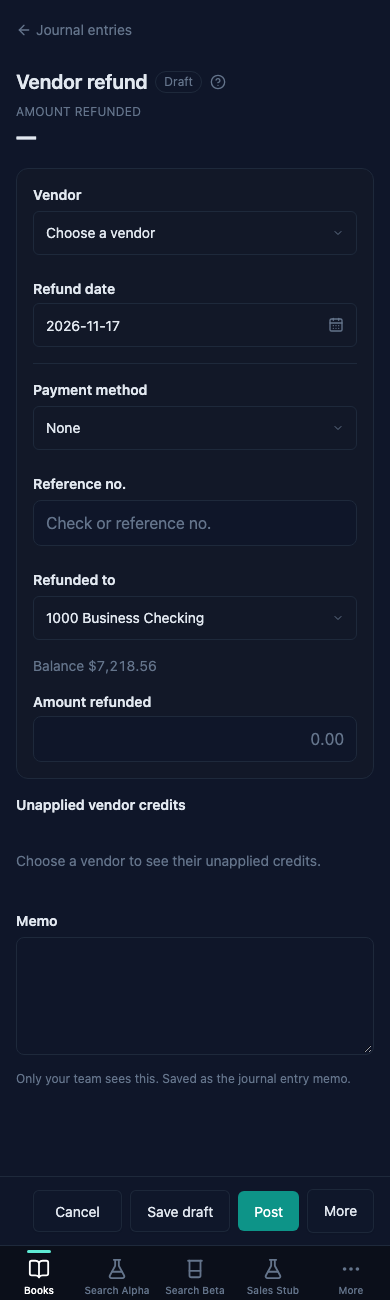 Journal entries
Vendor refund Draft
AMOUNT REFUNDED
Vendor
Choose a vendor
Refund date
2026-11-17
Payment method
None
Reference no.
Check or reference no.
Refunded to
1000 Business Checking
Balance $7,218.56
Amount refunded
0.00
Unapplied vendor credits
Choose a vendor to see their unapplied credits.
Memo
Only your team sees this. Saved as the journal entry memo.
Cancel Save draft Post More
Books Search Alpha Search Beta Sales Stub More